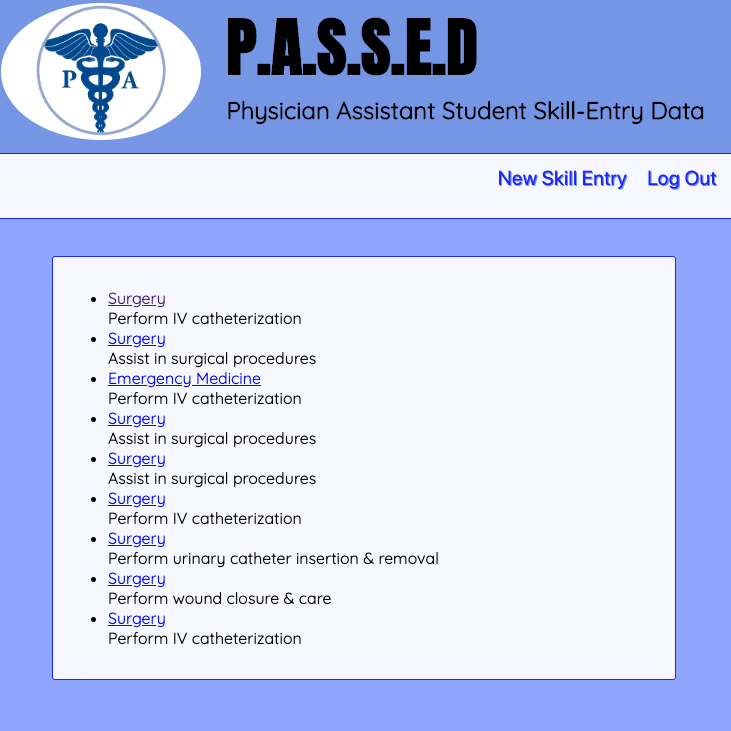 P A
P.A.S.S.E.D
Physician Assistant Student Skill-Entry Data
New Skill Entry Log Out
Surgery
Perform IV catheterization
Surgery
Assist in surgical procedures
Emergency Medicine
Perform IV catheterization
Surgery
Assist in surgical procedures
Surgery
Assist in surgical procedures
Surgery
Perform IV catheterization
Surgery
Perform urinary catheter insertion & removal
Surgery
Perform wound closure & care
Surgery
Perform IV catheterization